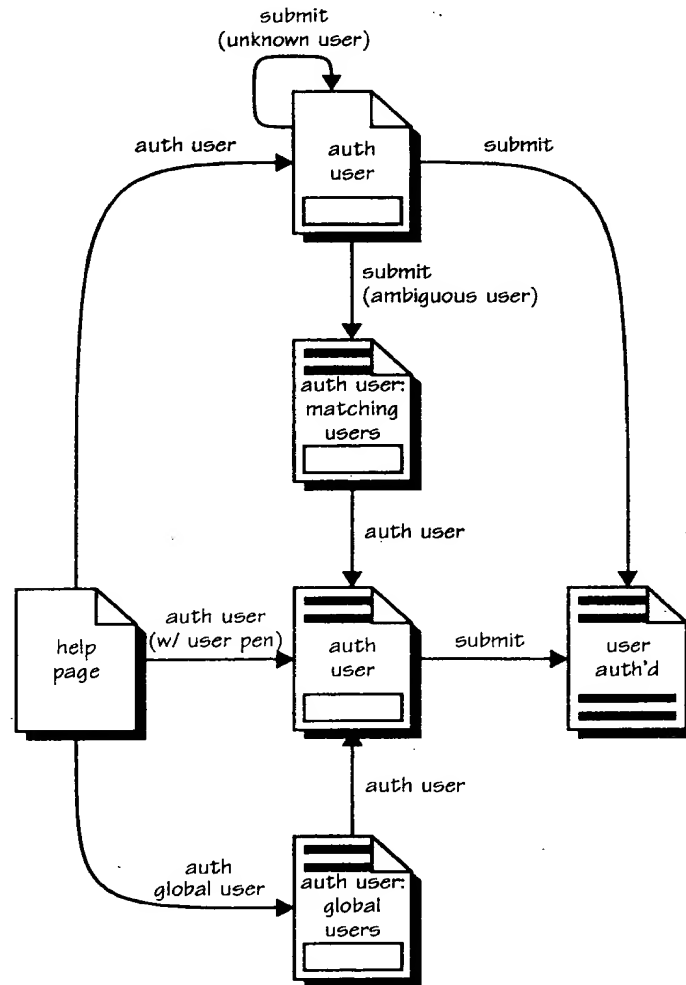 submit
(unknown user)
auth user
auth
user
submit
submit
(ambiguous user)
auth user:
matching
users
auth user
help
page
auth user
(w/ user pen)
auth
user
submit
user
auth'd
auth user
auth
global user
auth user:
global
users